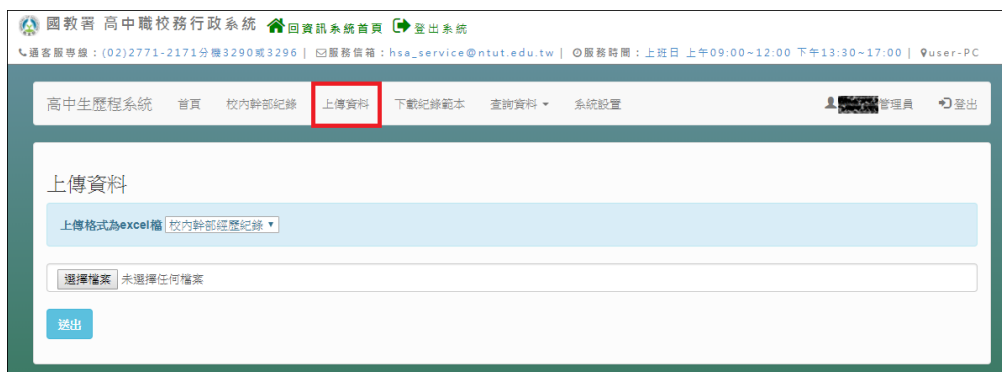 國教署 高中職校務行政系統 回資訊系統首頁 登出系統
通客服專線：(02)2771-2171分機3290或3296 | 服務信箱：hsa_service@ntut.edu.tw | 服務時間：上班日 上午09:00~12:00 下午13:30~17:00 | user-PC
高中生歷程系統 首頁 校內幹部紀錄 上傳資料 下載紀錄範本 查詢資料 系統設置 管理員 登出
上傳資料
上傳格式為excel檔 校內幹部經歷紀錄
選擇檔案 未選擇任何檔案
送出